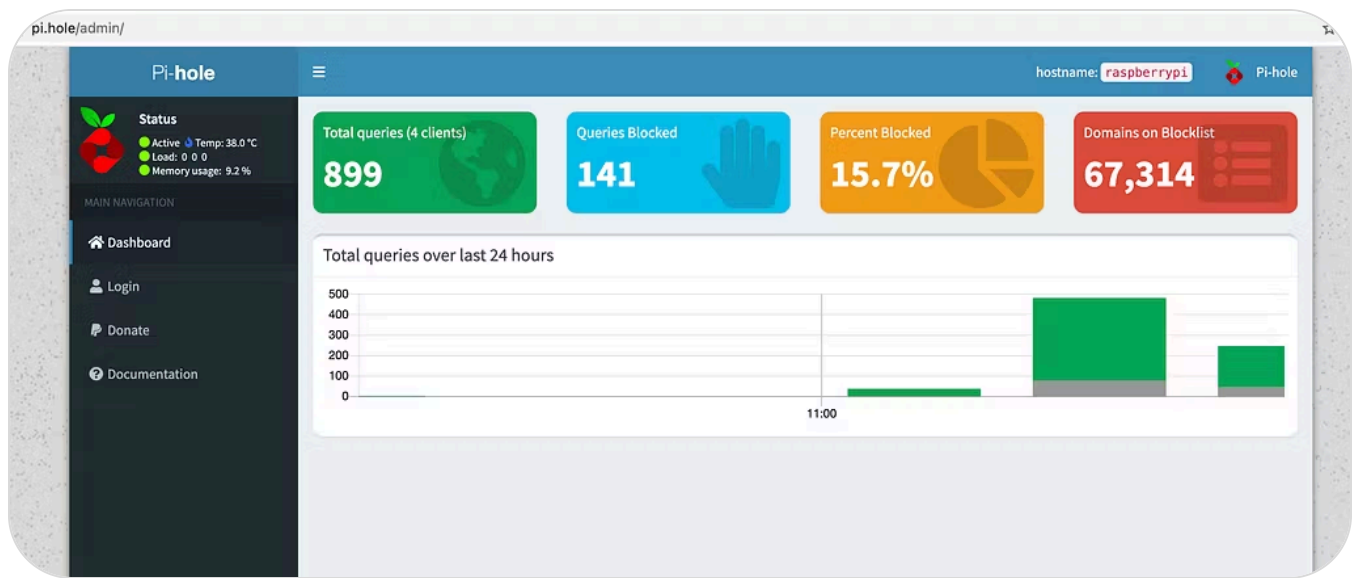 pi.hole/admin/
Pi-hole
hostname: raspberrypi
Pi-hole
Status
Active Temp: 38.0 °C
Load: 0 0 0
Memory usage: 9.2 %
MAIN NAVIGATION
Dashboard
Login
Donate
Documentation
Total queries (4 clients)
899
Queries Blocked
141
Percent Blocked
15.7%
Domains on Blocklist
67,314
Total queries over last 24 hours
500
400
300
200
100
0
11:00